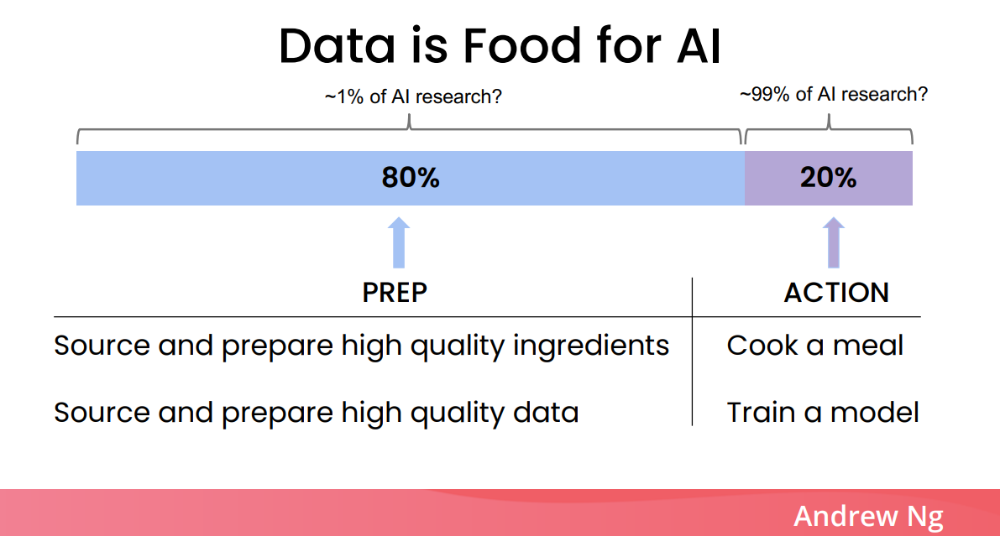 Data is Food for AI
~1% of AI research?
~99% of AI research?
80%
20%
PREP
ACTION
Source and prepare high quality ingredients
Cook a meal
Source and prepare high quality data
Train a model
Andrew Ng